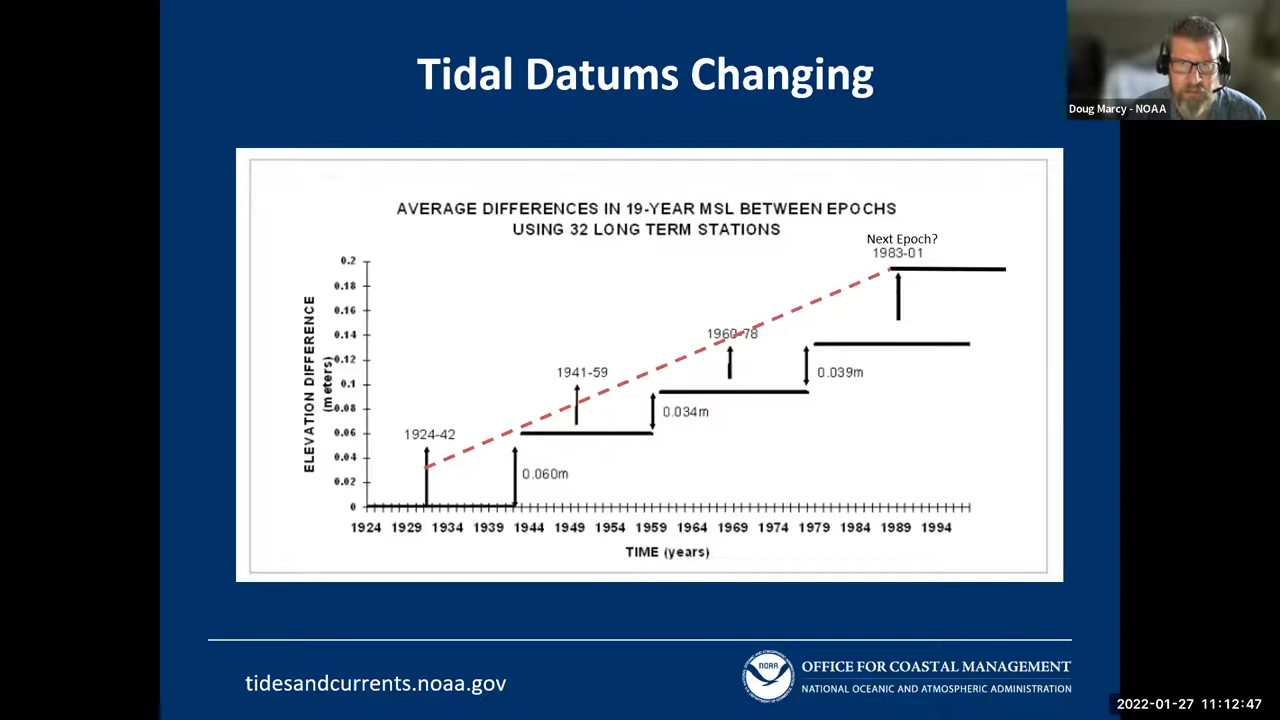 Tidal Datums Changing
Doug Marcy - NOAA
AVERAGE DIFFERENCES IN 19-YEAR MSL BETWEEN EPOCHS
USING 32 LONG TERM STATIONS
Next Epoch?
1983-01
0.2
0.18
0.16
0.14
0.12
0.1
0.08
0.06
0.04
0.02
0
ELEVATION DIFFERENCE
(meters)
1960-78
1941-59
1924-42
0.039m
0.034m
0.060m
1924 1929 1934 1939 1944 1949 1954 1959 1964 1969 1974 1979 1984 1989 1994
TIME (years)
tidesandcurrents.noaa.gov
NOAA
OFFICE FOR COASTAL MANAGEMENT
NATIONAL OCEANIC AND ATMOSPHERIC ADMINISTRATION
2022-01-27 11:12:47